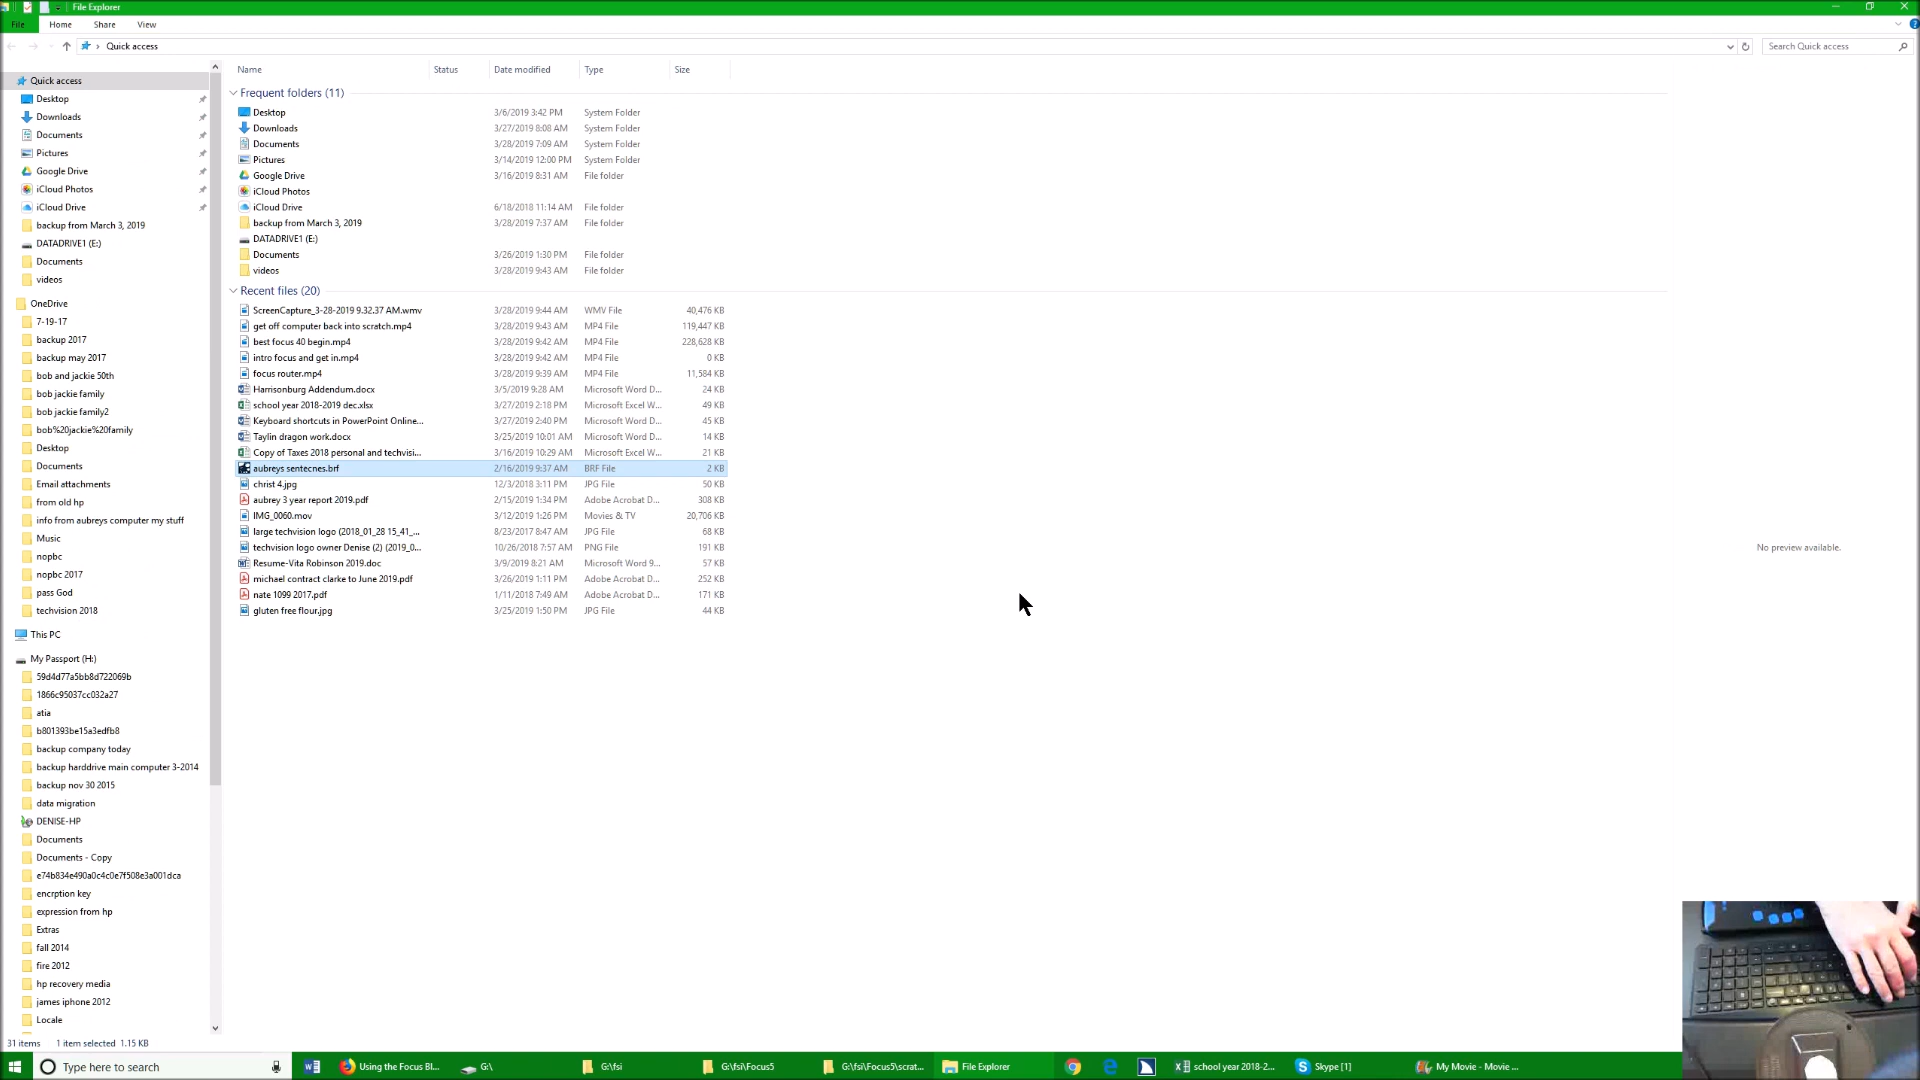 File Explorer
File Home Share View
Quick access
Search Quick access
Name Status Date modified Type Size
Quick access
Desktop
Downloads
Documents
Pictures
Google Drive
iCloud Photos
iCloud Drive
backup from March 3, 2019
DATADRIVE1 (E:)
Documents
videos
OneDrive
7-19-17
backup 2017
backup may 2017
bob and jackie 50th
bob jackie family
bob jackie family2
bob%20jackie%20family
Desktop
Documents
Email attachments
from old hp
info from aubreys computer my stuff
Music
nopbc
nopbc 2017
pass God
techvision 2018
This PC
My Passport (H:)
59d4d77a5bb8d722069b
1866c95037cc032a27
atia
b801393be15a3edfb8
backup company today
backup harddrive main computer 3-2014
backup nov 30 2015
data migration
DENISE-HP
Documents
Documents - Copy
e74b834e490a0c4c0e7f508e3a001dca
encrption key
expression from hp
Extras
fall 2014
fire 2012
hp recovery media
james iphone 2012
Locale
Frequent folders (11)
Desktop 3/6/2019 3:42 PM System Folder
Downloads 3/27/2019 8:08 AM System Folder
Documents 3/28/2019 7:09 AM System Folder
Pictures 3/14/2019 12:00 PM System Folder
Google Drive 3/16/2019 8:31 AM File folder
iCloud Photos
iCloud Drive 6/18/2018 11:14 AM File folder
backup from March 3, 2019 3/28/2019 7:37 AM File folder
DATADRIVE1 (E:)
Documents 3/26/2019 1:30 PM File folder
videos 3/28/2019 9:43 AM File folder
Recent files (20)
ScreenCapture_3-28-2019 9.32.37 AM.wmv 3/28/2019 9:44 AM WMV File 40,476 KB
get off computer back into scratch.mp4 3/28/2019 9:43 AM MP4 File 119,447 KB
best focus 40 begin.mp4 3/28/2019 9:42 AM MP4 File 228,628 KB
intro focus and get in.mp4 3/28/2019 9:42 AM MP4 File 0 KB
focus router.mp4 3/28/2019 9:39 AM MP4 File 11,584 KB
Harrisonburg Addendum.docx 3/5/2019 9:28 AM Microsoft Word D... 24 KB
school year 2018-2019 dec.xlsx 3/27/2019 2:18 PM Microsoft Excel W... 49 KB
Keyboard shortcuts in PowerPoint Online... 3/27/2019 2:40 PM Microsoft Word D... 45 KB
Taylin dragon work.docx 3/25/2019 10:01 AM Microsoft Word D... 14 KB
Copy of Taxes 2018 personal and techvisi... 3/16/2019 10:29 AM Microsoft Excel W... 21 KB
aubreys sentecnes.brf 2/16/2019 9:37 AM BRF File 2 KB
christ 4.jpg 12/3/2018 3:11 PM JPG File 50 KB
aubrey 3 year report 2019.pdf 2/15/2019 1:34 PM Adobe Acrobat D... 308 KB
IMG_0060.mov 3/12/2019 1:26 PM Movies & TV 20,706 KB
large techvision logo (2018_01_28 15_41_... 8/23/2017 8:47 AM JPG File 68 KB
techvision logo owner Denise (2) (2019_0... 10/26/2018 7:57 AM PNG File 191 KB
Resume-Vita Robinson 2019.doc 3/9/2019 8:21 AM Microsoft Word 9... 57 KB
michael contract clarke to June 2019.pdf 3/26/2019 1:11 PM Adobe Acrobat D... 252 KB
nate 1099 2017.pdf 1/11/2018 7:49 AM Adobe Acrobat D... 171 KB
gluten free flour.jpg 3/25/2019 1:50 PM JPG File 44 KB
No preview available.
31 items 1 item selected 1.15 KB
Type here to search Using the Focus Bl... G:\ G:\fsi G:\fsi\Focus5 G:\fsi\Focus5\scrat... File Explorer school year 2018-2... Skype [1] My Movie - Movie ...